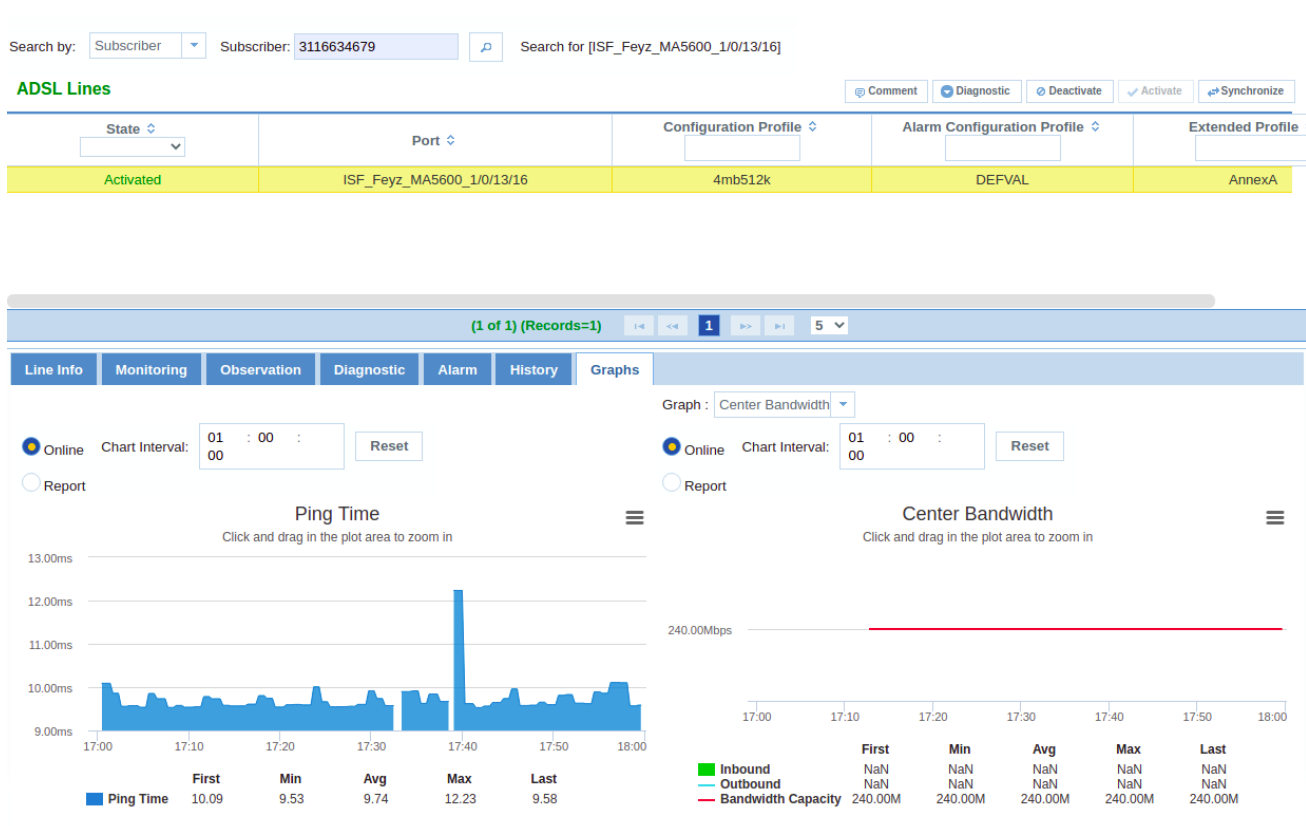 Search by: Subscriber Subscriber: 3116634679 Search for [ISF_Feyz_MA5600_1/0/13/16]
ADSL Lines Comment Diagnostic Deactivate Activate Synchronize
State Port Configuration Profile Alarm Configuration Profile Extended Profile
Activated ISF_Feyz_MA5600_1/0/13/16 4mb512k DEFVAL AnnexA
(1 of 1) (Records=1) 1 5
Line Info Monitoring Observation Diagnostic Alarm History Graphs
Graph : Center Bandwidth
Online Chart Interval: 01 : 00 : 00 Reset
Report
Online Chart Interval: 01 : 00 : 00 Reset
Report
Ping Time
Click and drag in the plot area to zoom in
13.00ms
12.00ms
11.00ms
10.00ms
9.00ms
17:00 17:10 17:20 17:30 17:40 17:50 18:00
First Min Avg Max Last
Ping Time 10.09 9.53 9.74 12.23 9.58
Center Bandwidth
Click and drag in the plot area to zoom in
240.00Mbps
17:00 17:10 17:20 17:30 17:40 17:50 18:00
First Min Avg Max Last
Inbound NaN NaN NaN NaN NaN
Outbound NaN NaN NaN NaN NaN
Bandwidth Capacity 240.00M 240.00M 240.00M 240.00M 240.00M